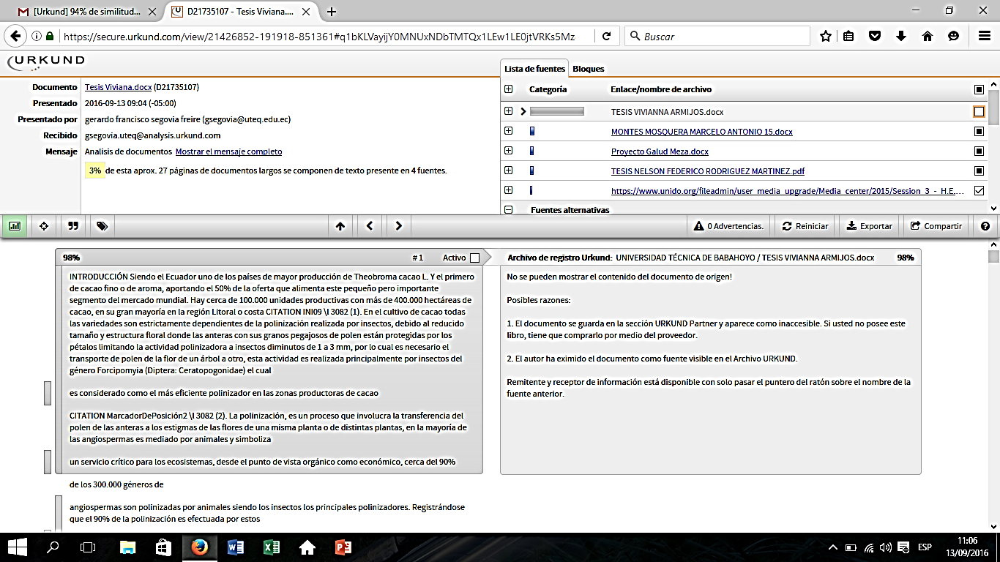 [Urkund] 94% de similitud...
D21735107 - Tesis Viviana....
https://secure.urkund.com/view/21426852-191918-851361#q1bKLVayijY0MNUxNDbTMTQx1LEw1LE0jtVRKs5Mz
Buscar
URKUND
Documento Tesis Viviana.docx (D21735107)
Presentado 2016-09-13 09:04 (-05:00)
Presentado por gerardo francisco segovia freire (gsegovia@uteq.edu.ec)
Recibido gsegovia.uteq@analysis.urkund.com
Mensaje Analisis de documentos Mostrar el mensaje completo
3% de esta aprox. 27 páginas de documentos largos se componen de texto presente en 4 fuentes.
Lista de fuentes Bloques
Categoría Enlace/nombre de archivo
TESIS VIVIANNA ARMIJOS.docx
MONTES MOSQUERA MARCELO ANTONIO 15.docx
Proyecto Galud Meza.docx
TESIS NELSON FEDERICO RODRIGUEZ MARTINEZ.pdf
https://www.unido.org/fileadmin/user_media_upgrade/Media_center/2015/Session_3_-_H.E....
Fuentes alternativas
0 Advertencias. Reiniciar Exportar Compartir
98% # 1 Activo
INTRODUCCIÓN Siendo el Ecuador uno de los países de mayor producción de Theobroma cacao L. Y el primero
de cacao fino o de aroma, aportando el 50% de la oferta que alimenta este pequeño pero importante
segmento del mercado mundial. Hay cerca de 100.000 unidades productivas con más de 400.000 hectáreas de
cacao, en su gran mayoría en la región Litoral o costa CITATION INI09 \l 3082 (1). En el cultivo de cacao todas
las variedades son estrictamente dependientes de la polinización realizada por insectos, debido al reducido
tamaño y estructura floral donde las anteras con sus granos pegajosos de polen están protegidas por los
pétalos limitando la actividad polinizadora a insectos diminutos de 1 a 3 mm, por lo cual es necesario el
transporte de polen de la flor de un árbol a otro, esta actividad es realizada principalmente por insectos del
género Forcipomyia (Diptera: Ceratopogonidae) el cual
es considerado como el más eficiente polinizador en las zonas productoras de cacao
CITATION MarcadorDePosición2 \l 3082 (2). La polinización, es un proceso que involucra la transferencia del
polen de las anteras a los estigmas de las flores de una misma planta o de distintas plantas, en la mayoría de
las angiospermas es mediado por animales y simboliza
un servicio crítico para los ecosistemas, desde el punto de vista orgánico como económico, cerca del 90%
de los 300.000 géneros de
angiospermas son polinizadas por animales siendo los insectos los principales polinizadores. Registrándose
que el 90% de la polinización es efectuada por estos
Archivo de registro Urkund: UNIVERSIDAD TÉCNICA DE BABAHOYO / TESIS VIVIANNA ARMIJOS.docx 98%
No se pueden mostrar el contenido del documento de origen!
Posibles razones:
1. El documento se guarda en la sección URKUND Partner y aparece como inaccesible. Si usted no posee este
libro, tiene que comprarlo por medio del proveedor.
2. El autor ha eximido el documento como fuente visible en el Archivo URKUND.
Remitente y receptor de información está disponible con solo pasar el puntero del ratón sobre el nombre de la
fuente anterior.
ESP
11:06
13/09/2016